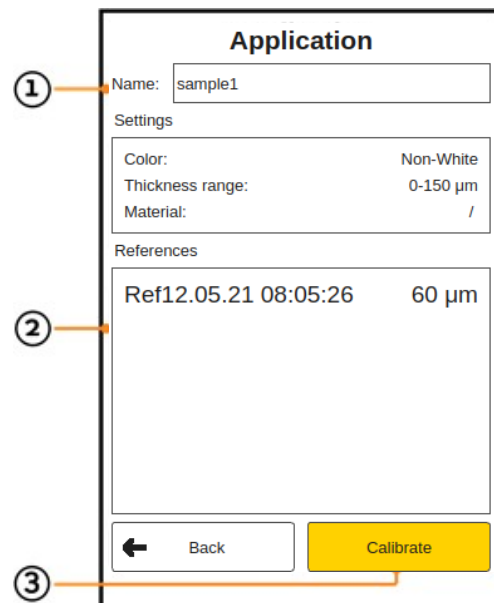 Application
① Name: sample1
Settings
Color: Non-White
Thickness range: 0-150 µm
Material: /
References
② Ref12.05.21 08:05:26 60 µm
Back Calibrate
③